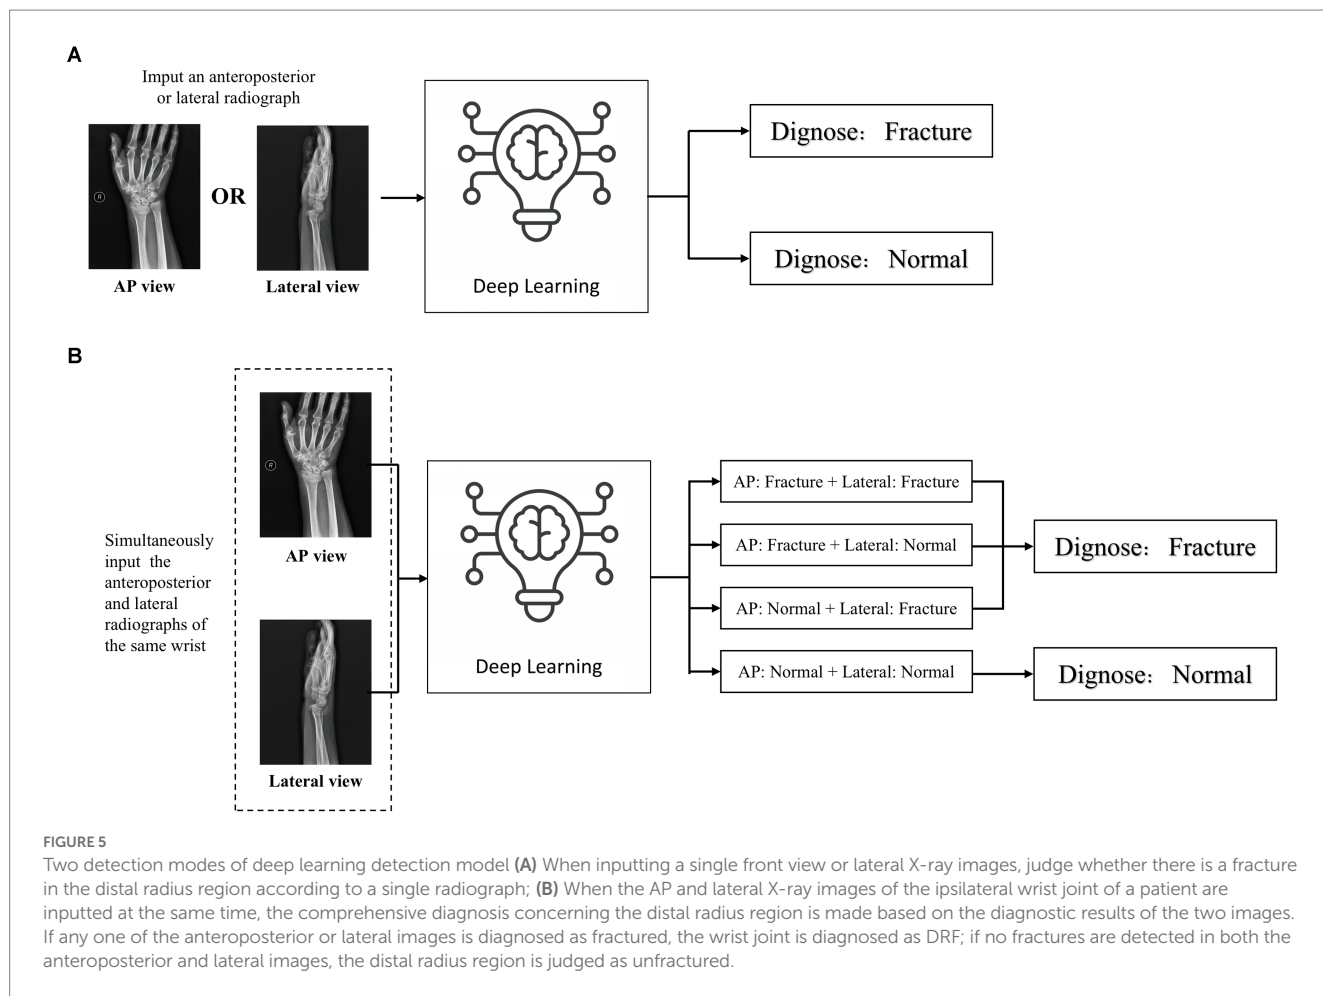 A
Imput an anteroposterior
or lateral radiograph
R
OR
AP view
Lateral view
Deep Learning
Dignose: Fracture
Dignose: Normal
B
Simultaneously
input the
anteroposterior
and lateral
radiographs of
the same wrist
R
AP view
Lateral view
Deep Learning
AP: Fracture + Lateral: Fracture
AP: Fracture + Lateral: Normal
AP: Normal + Lateral: Fracture
AP: Normal + Lateral: Normal
Dignose: Fracture
Dignose: Normal
FIGURE 5
Two detection modes of deep learning detection model (A) When inputting a single front view or lateral X-ray images, judge whether there is a fracture
in the distal radius region according to a single radiograph; (B) When the AP and lateral X-ray images of the ipsilateral wrist joint of a patient are
inputted at the same time, the comprehensive diagnosis concerning the distal radius region is made based on the diagnostic results of the two images.
If any one of the anteroposterior or lateral images is diagnosed as fractured, the wrist joint is diagnosed as DRF; if no fractures are detected in both the
anteroposterior and lateral images, the distal radius region is judged as unfractured.